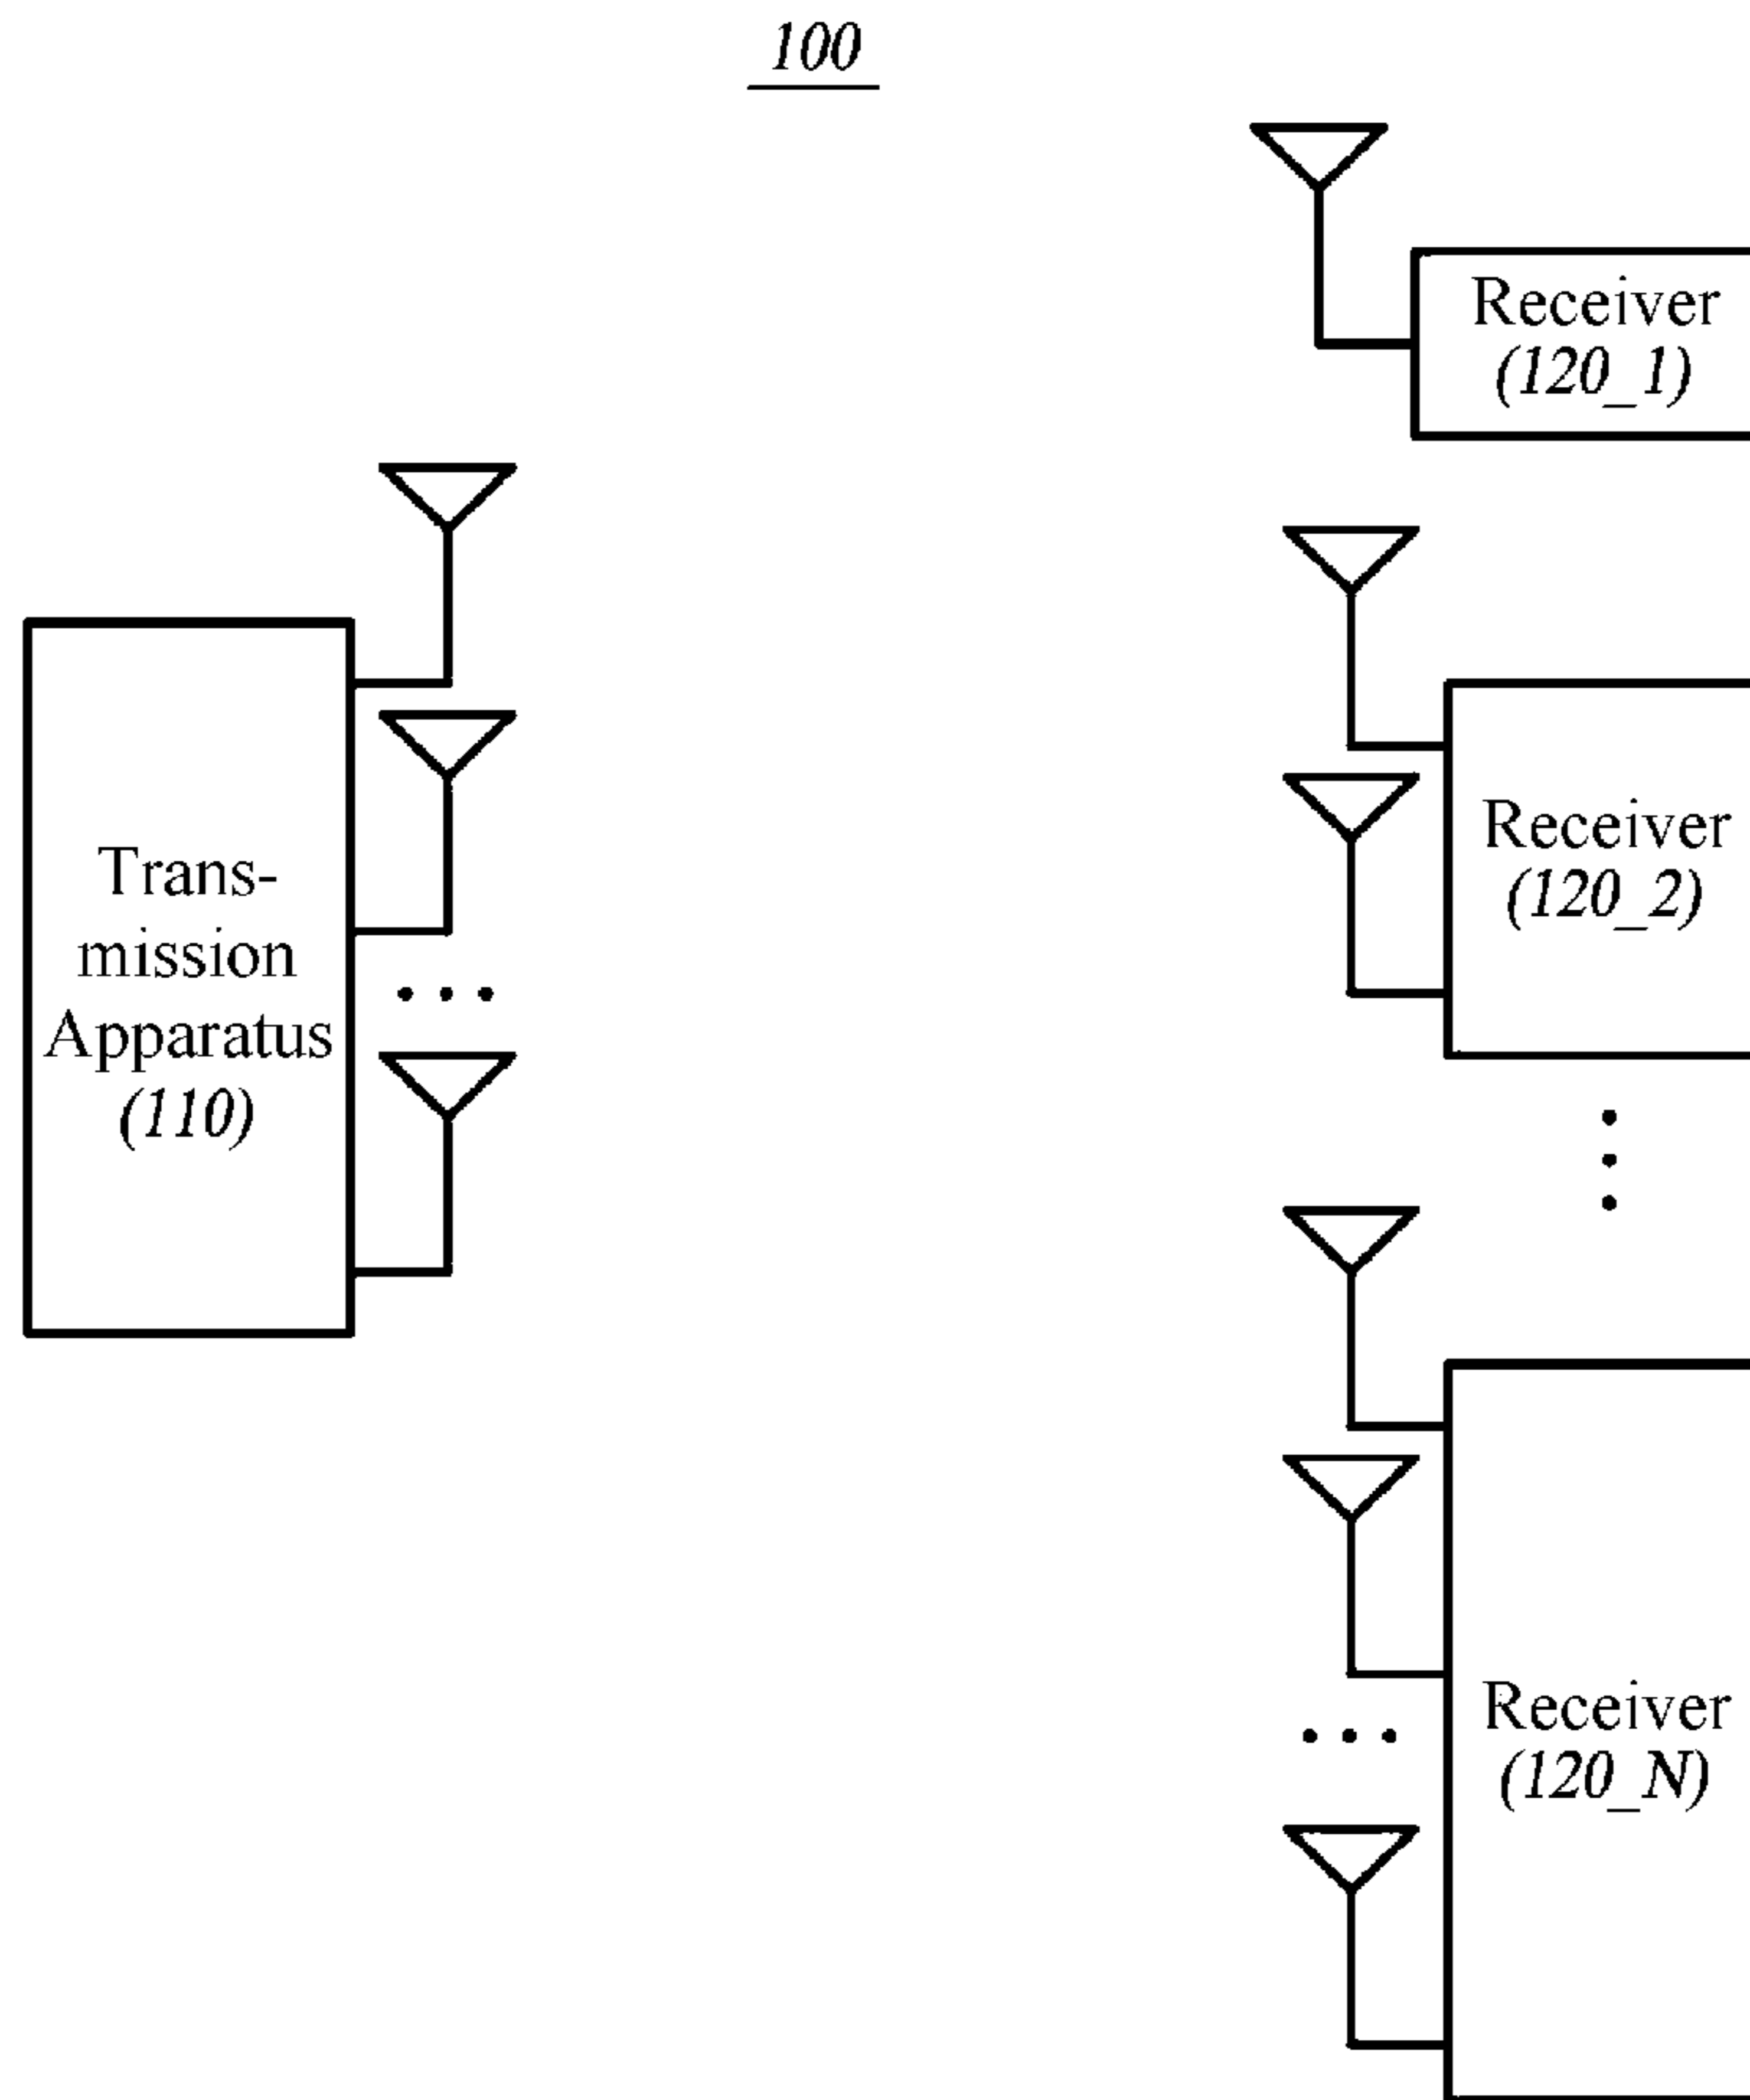 100
Receiver
(120_1)
Trans-
mission
Apparatus
(110)
Receiver
(120_2)
Receiver
(120_N)